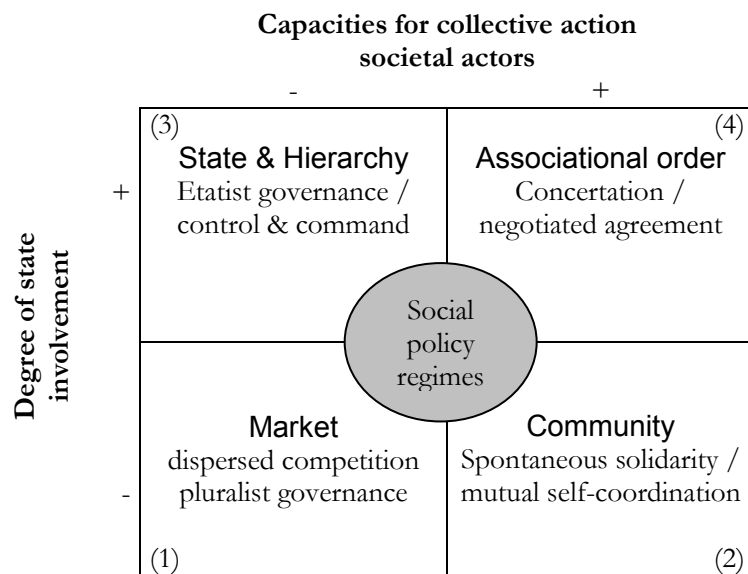 Capacities for collective action
societal actors
- +
(3) (4)
State & Hierarchy
Etatist governance /
control & command
Associational order
Concertation /
negotiated agreement
+
Degree of state
involvement
Social
policy
regimes
Market
dispersed competition
pluralist governance
Community
Spontaneous solidarity /
mutual self-coordination
-
(1) (2)